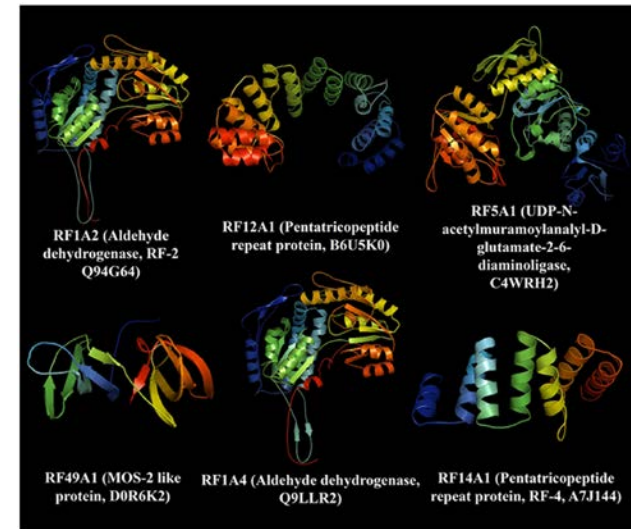 RF1A2 (Aldehyde
dehydrogenase, RF-2
Q94G64)
RF12A1 (Pentatricopeptide
repeat protein, B6U5K0)
RF5A1 (UDP-N-
acetylmuramoylanalyl-D-
glutamate-2-6-
diaminoligase,
C4WRH2)
RF49A1 (MOS-2 like
protein, D0R6K2)
RF1A4 (Aldehyde dehydrogenase,
Q9LLR2)
RF14A1 (Pentatricopeptide
repeat protein, RF-4, A7J144)